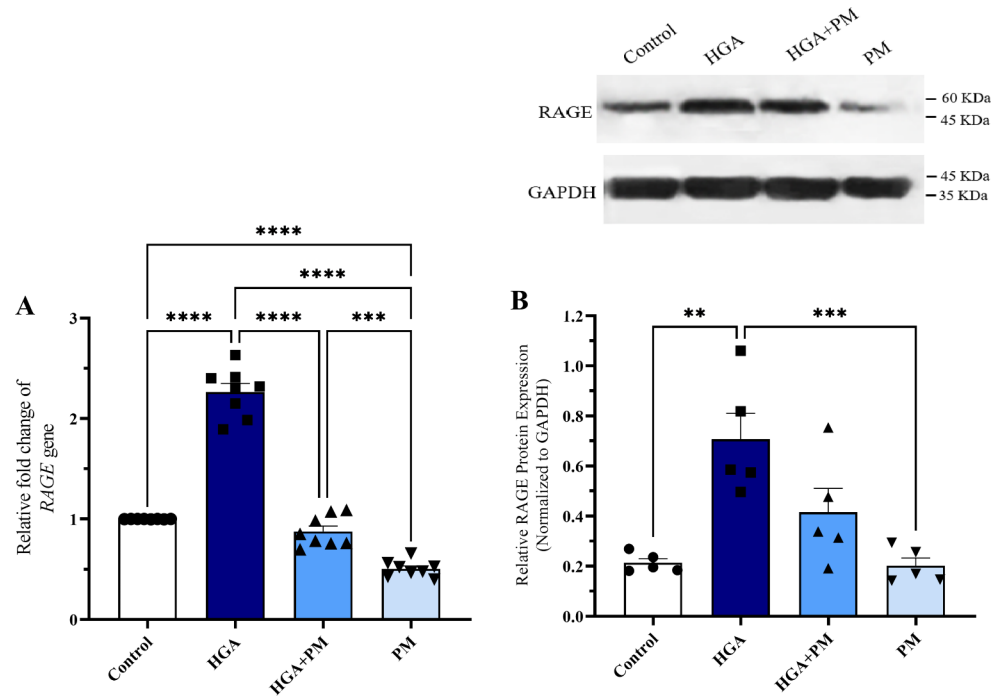 Control HGA HGA+PM PM
RAGE
60 KDa
45 KDa
GAPDH
45 KDa
35 KDa
A
****
****
**** **** ***
Relative fold change of
RAGE gene
3
2
1
0
Control HGA HGA+PM PM
B
** ***
Relative RAGE Protein Expression
(Normalized to GAPDH)
1.2
1.0
0.8
0.6
0.4
0.2
0.0
Control HGA HGA+PM PM